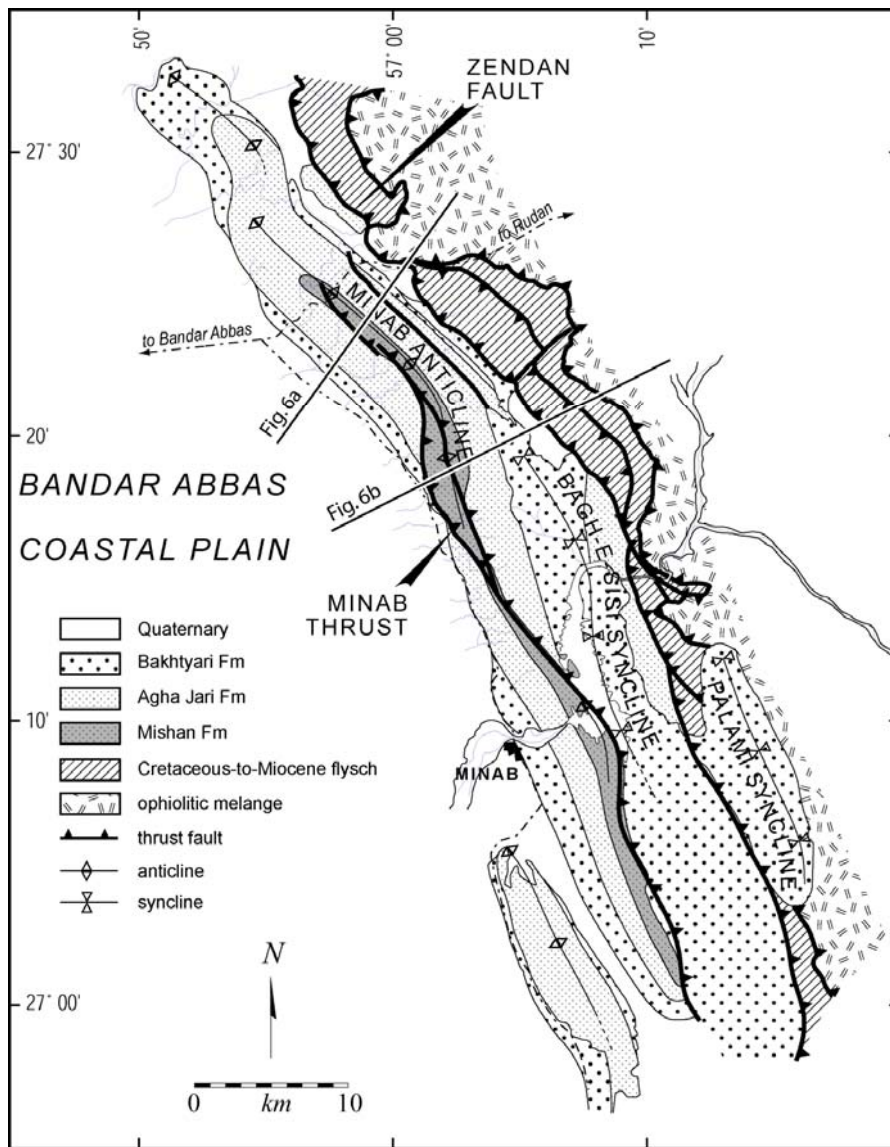 50'
57° 00'
10'
ZENDAN
FAULT
27° 30'
to Rudan
MINAB ANTICLINE
to Bandar Abbas
Fig.6a
20'
Fig.6b
BANDAR ABBAS
COASTAL PLAIN
BAGH-E SISI SYNCLINE
MINAB
THRUST
Quaternary
Bakhtyari Fm
Agha Jari Fm
Mishan Fm
Cretaceous-to-Miocene flysch
ophiolitic melange
thrust fault
anticline
syncline
10'
MINAB
PALAMI SYNCLINE
N
27° 00'
0 km 10